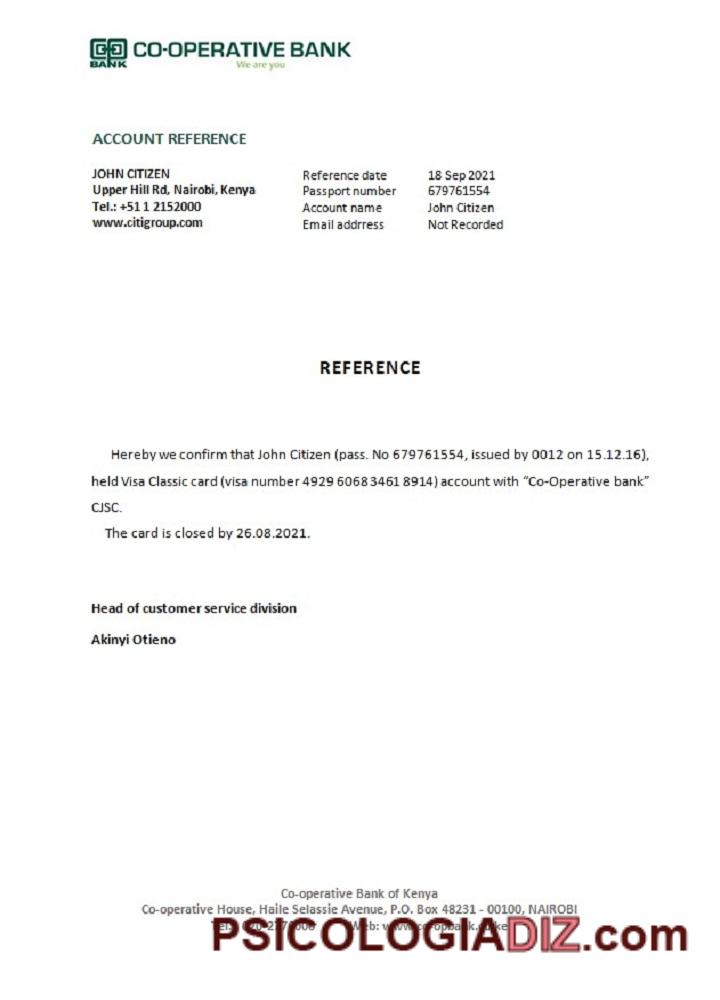 CO-OPERATIVE BANK
BANK
We are you
ACCOUNT REFERENCE
JOHN CITIZEN
Upper Hill Rd, Nairobi, Kenya
Tel.: +51 1 2152000
www.citigroup.com
Reference date 18 Sep 2021
Passport number 679761554
Account name John Citizen
Email addrress Not Recorded
REFERENCE
Hereby we confirm that John Citizen (pass. No 679761554, issued by 0012 on 15.12.16),
held Visa Classic card (visa number 4929 6068 3461 8914) account with “Co-Operative bank”
CJSC.
The card is closed by 26.08.2021.
Head of customer service division
Akinyi Otieno
Co-operative Bank of Kenya
Co-operative House, Haile Selassie Avenue, P.O. Box 48231 - 00100, NAIROBI
PSICOLOGIADIZ.com